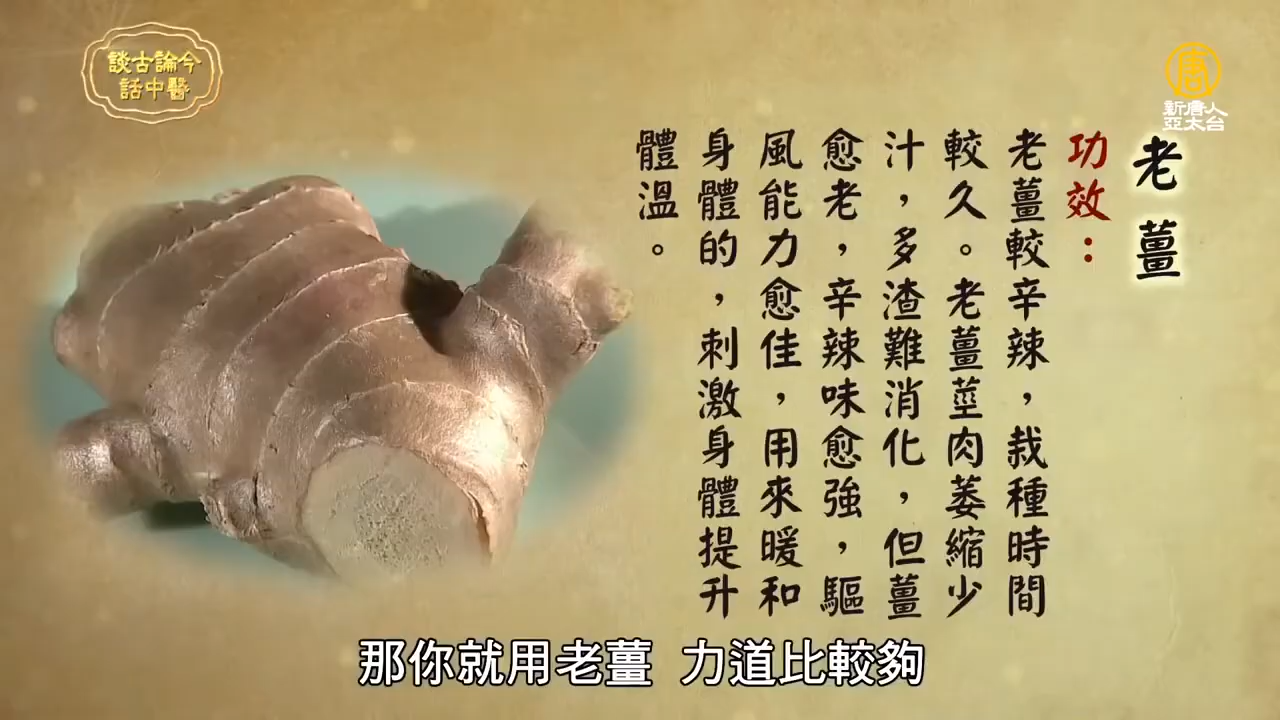 談古論今
話中醫
新唐人
亞太台
老薑
功效：
老薑較辛辣，栽種時間
較久。老薑莖肉萎縮少
汁，多渣難消化，但薑
愈老，辛辣味愈強，驅
風能力愈佳，用來暖和
身體的，刺激身體提升
體溫。
那你就用老薑 力道比較夠